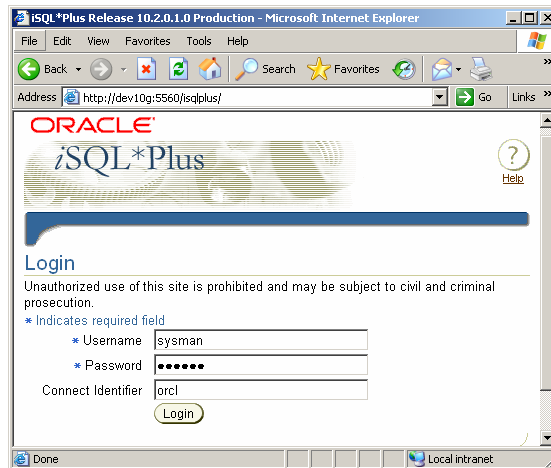 iSQL*Plus Release 10.2.0.1.0 Production - Microsoft Internet Explorer
File Edit View Favorites Tools Help
Back Search Favorites
Address http://dev10g:5560/isqlplus/ Go Links »
ORACLE
iSQL*Plus
?
Help
Login
Unauthorized use of this site is prohibited and may be subject to civil and criminal
prosecution.
* Indicates required field
* Username sysman
* Password ●●●●●●
Connect Identifier orcl
Login
Done Local intranet